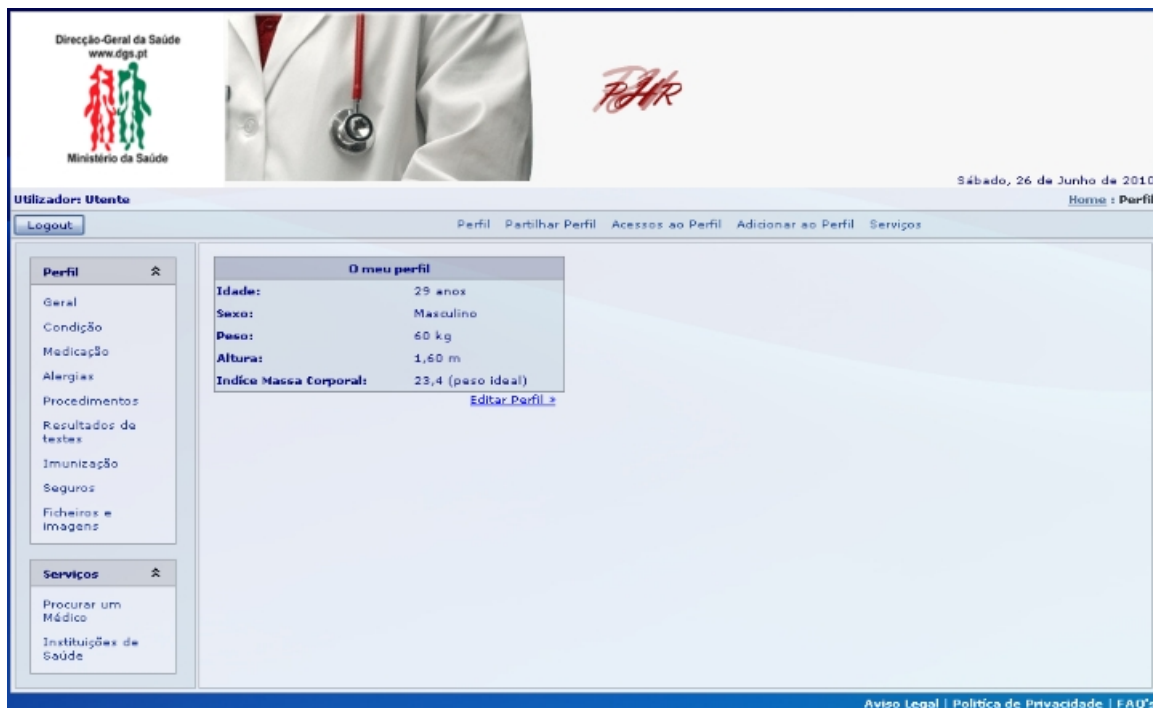 Direcção-Geral da Saúde
www.dgs.pt
Ministério da Saúde
PHR
Sábado, 26 de Junho de 2010
Utilizador: Utente
Home : Perfil
Logout
Perfil Partilhar Perfil Acessos ao Perfil Adicionar ao Perfil Serviços
Perfil
Geral
Condição
Medicação
Alergias
Procedimentos
Resultados de
testes
Imunização
Seguros
Ficheiros e
imagens
Serviços
Procurar um
Médico
Instituições de
Saúde
O meu perfil
Idade: 29 anos
Sexo: Masculino
Peso: 60 kg
Altura: 1,60 m
Indíce Massa Corporal: 23,4 (peso ideal)
Editar Perfil »
Aviso Legal | Politíca de Privacidade | FAQ's